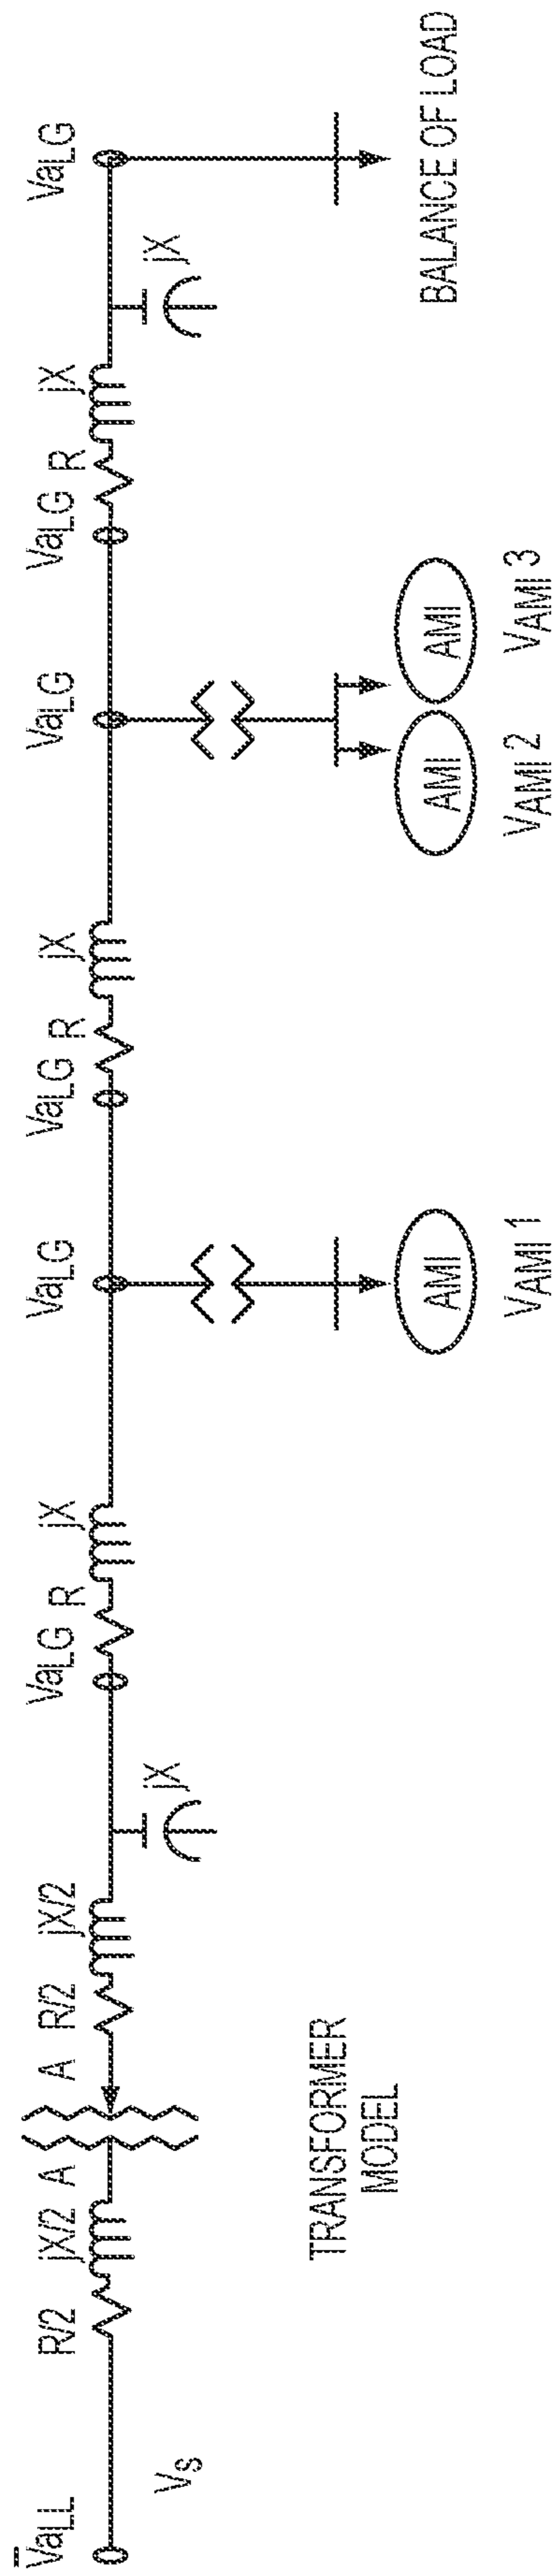 V̅aLL
VS
R/2
jX/2
A
A
R/2
jX/2
TRANSFORMER
MODEL
jX
VaLG
R
jX
VaLG
AMI
VAMI 1
VaLG
R
jX
VaLG
AMI
AMI
VAMI 2
VAMI 3
VaLG
R
jX
jX
VaLG
BALANCE OF LOAD